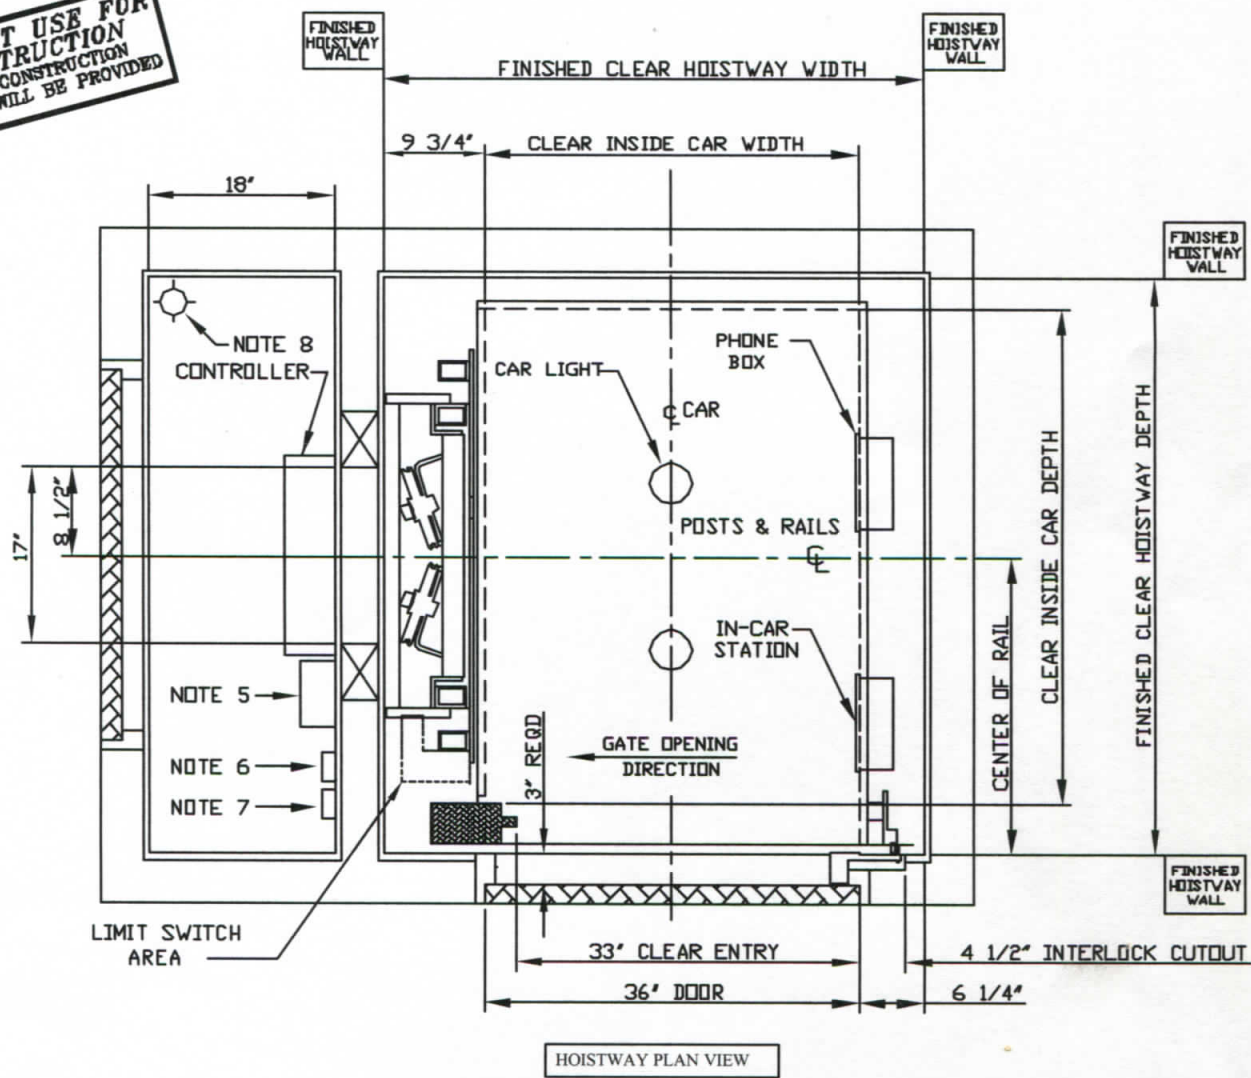 USE FOR
CONSTRUCTION
WILL BE PROVIDED
FINISHED
HOISTWAY
WALL
FINISHED
HOISTWAY
WALL
FINISHED CLEAR HOISTWAY WIDTH
9 3/4"
CLEAR INSIDE CAR WIDTH
18"
FINISHED
HOISTWAY
WALL
NOTE 8
CONTROLLER
CAR LIGHT
PHONE
BOX
℄ CAR
17"
8 1/2"
POSTS & RAILS
℄
IN-CAR
STATION
NOTE 5
NOTE 6
NOTE 7
3" REQD
GATE OPENING
DIRECTION
CENTER OF RAIL
CLEAR INSIDE CAR DEPTH
FINISHED CLEAR HOISTWAY DEPTH
FINISHED
HOISTWAY
WALL
LIMIT SWITCH
AREA
33" CLEAR ENTRY
4 1/2" INTERLOCK CUTOUT
36" DOOR
6 1/4"
HOISTWAY PLAN VIEW